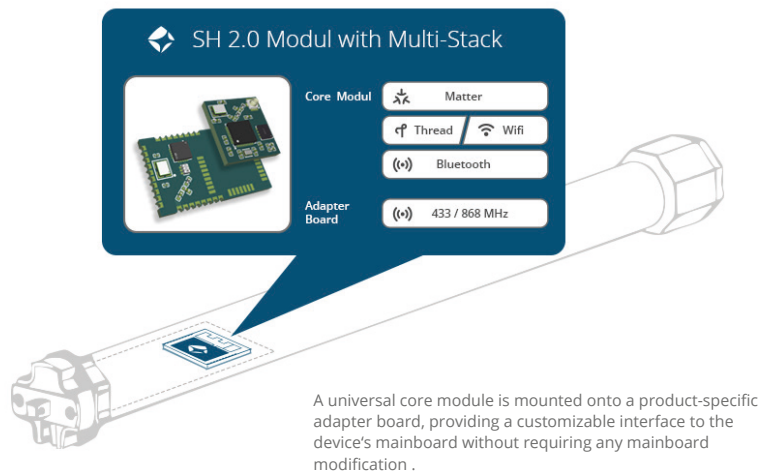 SH 2.0 Modul with Multi-Stack
Core Modul
Matter
Thread
Wifi
Bluetooth
Adapter
Board
433 / 868 MHz
A universal core module is mounted onto a product-specific
adapter board, providing a customizable interface to the
device‘s mainboard without requiring any mainboard
modification .